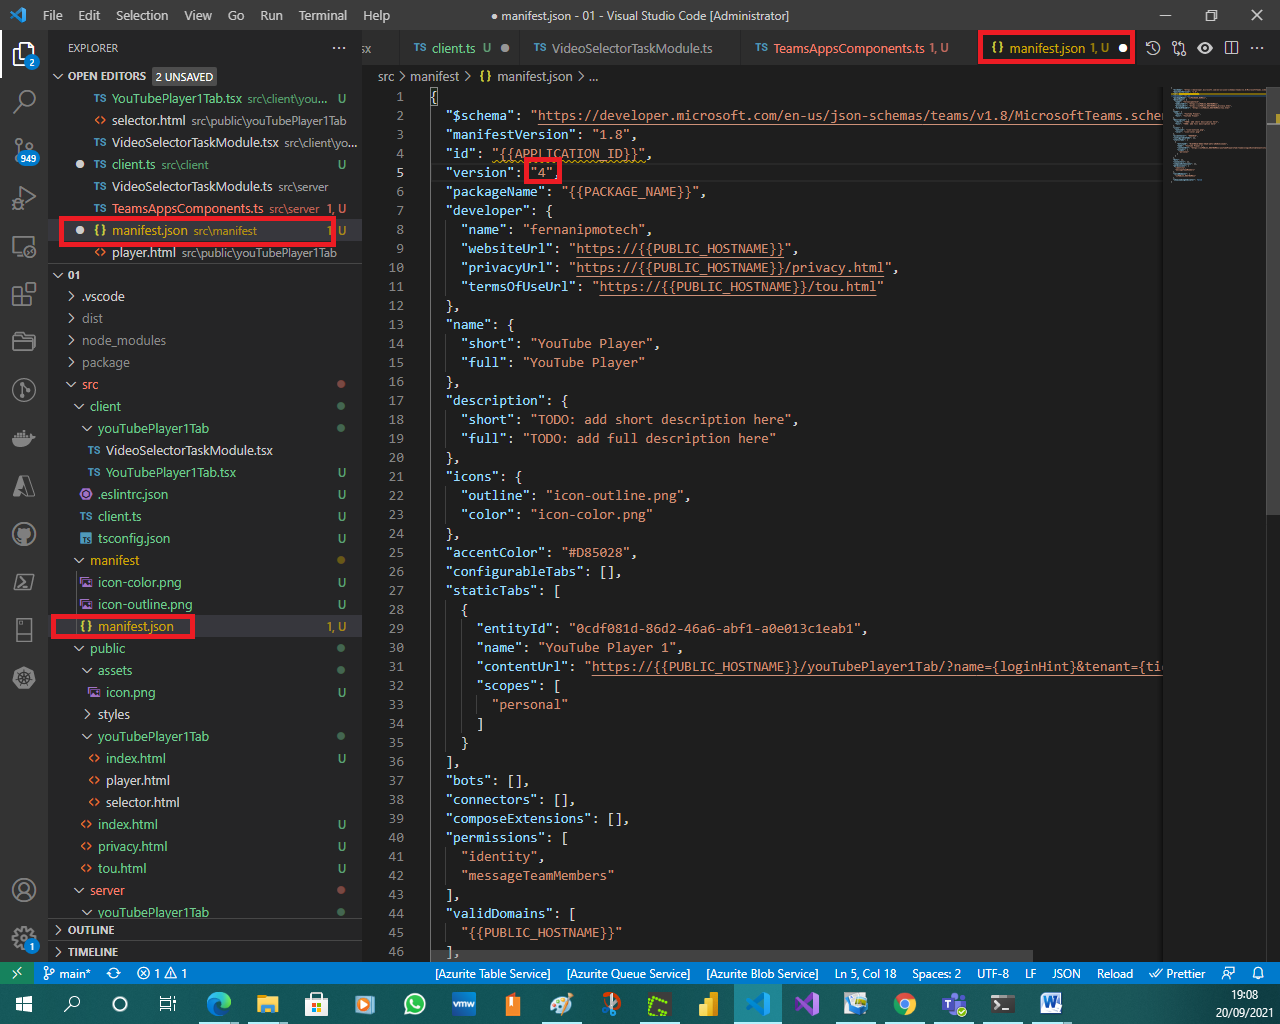 File Edit Selection View Go Run Terminal Help
● manifest.json - 01 - Visual Studio Code [Administrator]
EXPLORER
OPEN EDITORS 2 UNSAVED
TS YouTubePlayer1Tab.tsx src\client\you... U
selector.html src\public\youTubePlayer1Tab
TS VideoSelectorTaskModule.tsx src\client\yo...
TS client.ts src\client U
TS VideoSelectorTaskModule.ts src\server
TS TeamsAppsComponents.ts src\server 1, U
{} manifest.json src\manifest 1, U
player.html src\public\youTubePlayer1Tab
01
.vscode
dist
node_modules
package
src
client
youTubePlayer1Tab
TS VideoSelectorTaskModule.tsx
TS YouTubePlayer1Tab.tsx U
.eslintrc.json U
TS client.ts U
TS tsconfig.json U
manifest
icon-color.png U
icon-outline.png U
{} manifest.json 1, U
public
assets
icon.png U
styles
youTubePlayer1Tab
index.html U
player.html
selector.html
index.html U
privacy.html U
tou.html U
server
youTubePlayer1Tab
OUTLINE
TIMELINE
2
949
1
sx
TS client.ts U
TS VideoSelectorTaskModule.ts
TS TeamsAppsComponents.ts 1, U
{} manifest.json 1, U
src > manifest > {} manifest.json > ...
1 {
2 "$schema": "https://developer.microsoft.com/en-us/json-schemas/teams/v1.8/MicrosoftTeams.schem
3 "manifestVersion": "1.8",
4 "id": "{{APPLICATION_ID}}",
5 "version": "4",
6 "packageName": "{{PACKAGE_NAME}}",
7 "developer": {
8 "name": "fernanipmotech",
9 "websiteUrl": "https://{{PUBLIC_HOSTNAME}}",
10 "privacyUrl": "https://{{PUBLIC_HOSTNAME}}/privacy.html",
11 "termsOfUseUrl": "https://{{PUBLIC_HOSTNAME}}/tou.html"
12 },
13 "name": {
14 "short": "YouTube Player",
15 "full": "YouTube Player"
16 },
17 "description": {
18 "short": "TODO: add short description here",
19 "full": "TODO: add full description here"
20 },
21 "icons": {
22 "outline": "icon-outline.png",
23 "color": "icon-color.png"
24 },
25 "accentColor": "#D85028",
26 "configurableTabs": [],
27 "staticTabs": [
28 {
29 "entityId": "0cdf081d-86d2-46a6-abf1-a0e013c1eab1",
30 "name": "YouTube Player 1",
31 "contentUrl": "https://{{PUBLIC_HOSTNAME}}/youTubePlayer1Tab/?name={loginHint}&tenant={ti
32 "scopes": [
33 "personal"
34 ]
35 }
36 ],
37 "bots": [],
38 "connectors": [],
39 "composeExtensions": [],
40 "permissions": [
41 "identity",
42 "messageTeamMembers"
43 ],
44 "validDomains": [
45 "{{PUBLIC_HOSTNAME}}"
46 ],
main* 1 1 [Azurite Table Service] [Azurite Queue Service] [Azurite Blob Service] Ln 5, Col 18 Spaces: 2 UTF-8 LF JSON Reload Prettier
vmw
19:08
20/09/2021